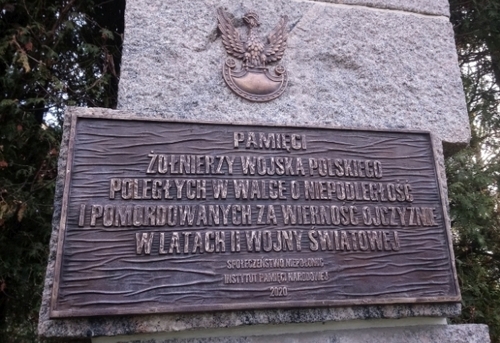 PAMIĘCI
ŻOŁNIERZY WOJSKA POLSKIEGO
POLEGŁYCH W WALCE O NIEPODLEGŁOŚĆ
I POMORDOWANYCH ZA WIERNOŚĆ OJCZYŹNIE
W LATACH II WOJNY ŚWIATOWEJ
SPOŁECZEŃSTWO NIEPOŁOMIC
INSTYTUT PAMIĘCI NARODOWEJ
2020